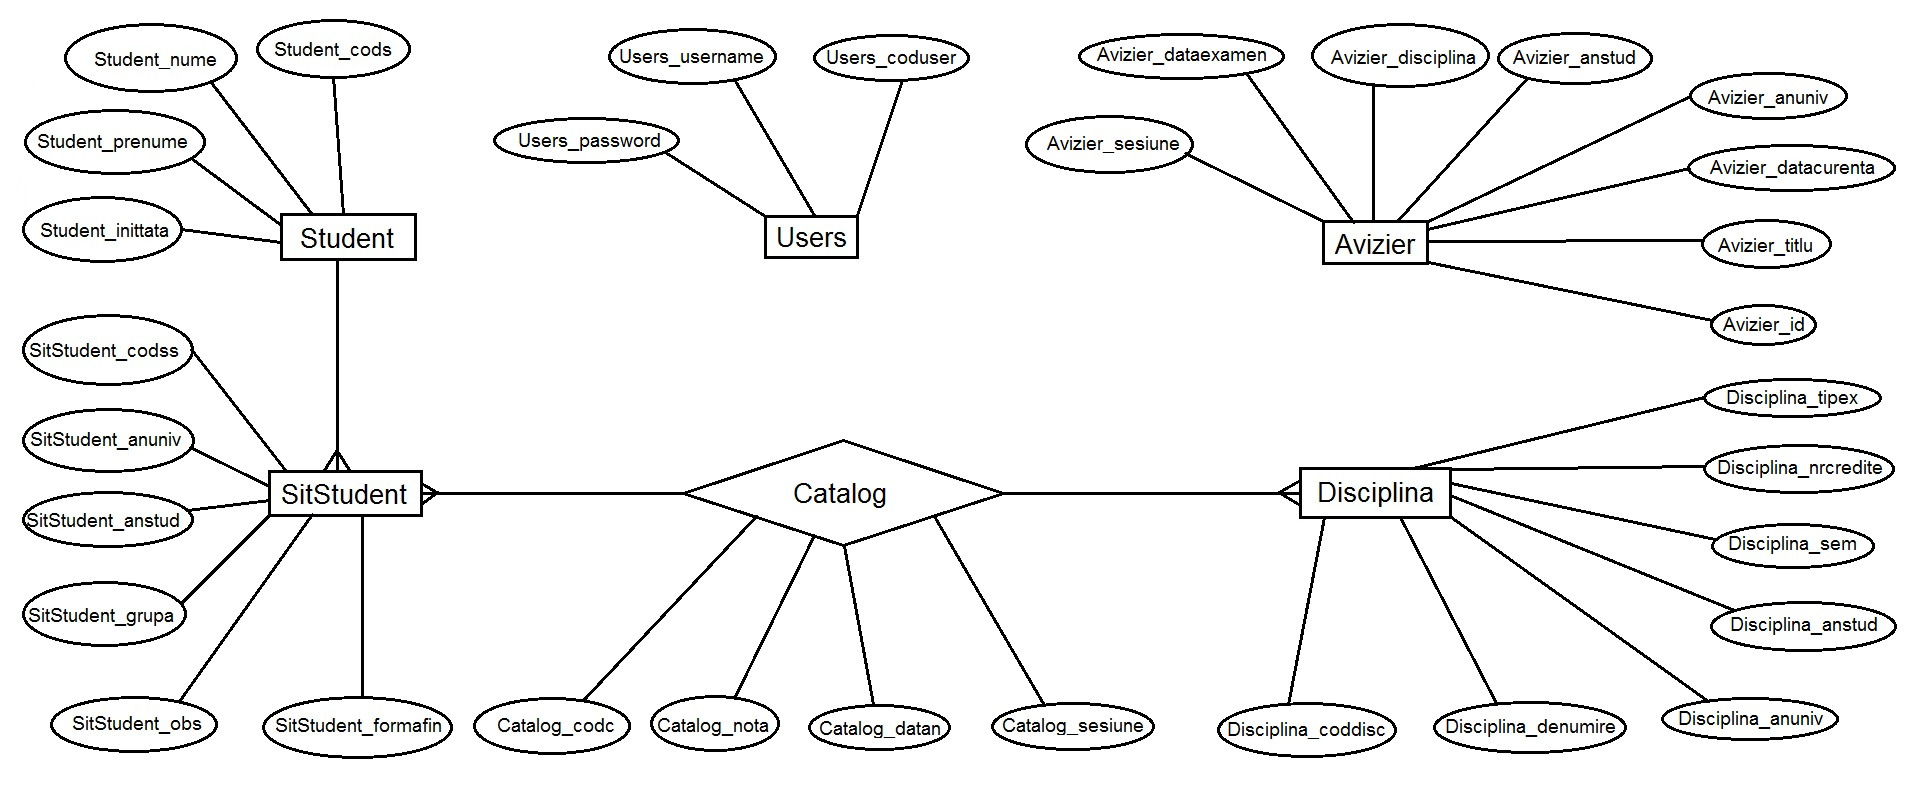 Student_nume
Student_cods
Users_username
Users_coduser
Avizier_dataexamen
Avizier_disciplina
Avizier_anstud
Avizier_anuniv
Student_prenume
Users_password
Avizier_sesiune
Avizier_datacurenta
Student_inittata
Student
Users
Avizier
Avizier_titlu
Avizier_id
SitStudent_codss
Disciplina_tipex
SitStudent_anuniv
Disciplina_nrcredite
SitStudent
Catalog
Disciplina
SitStudent_anstud
Disciplina_sem
SitStudent_grupa
Disciplina_anstud
SitStudent_obs
SitStudent_formafin
Catalog_codc
Catalog_nota
Catalog_datan
Catalog_sesiune
Disciplina_coddisc
Disciplina_denumire
Disciplina_anuniv